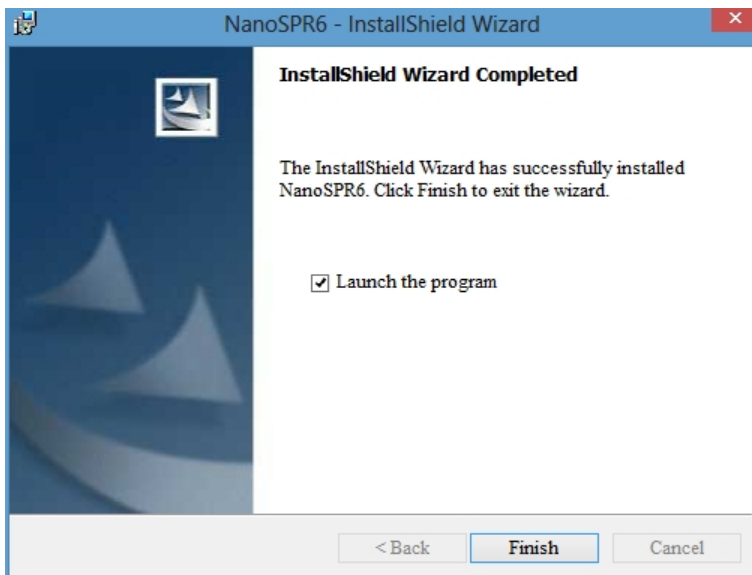 NanoSPR6 - InstallShield Wizard
InstallShield Wizard Completed
The InstallShield Wizard has successfully installed
NanoSPR6. Click Finish to exit the wizard.
Launch the program
< Back
Finish
Cancel